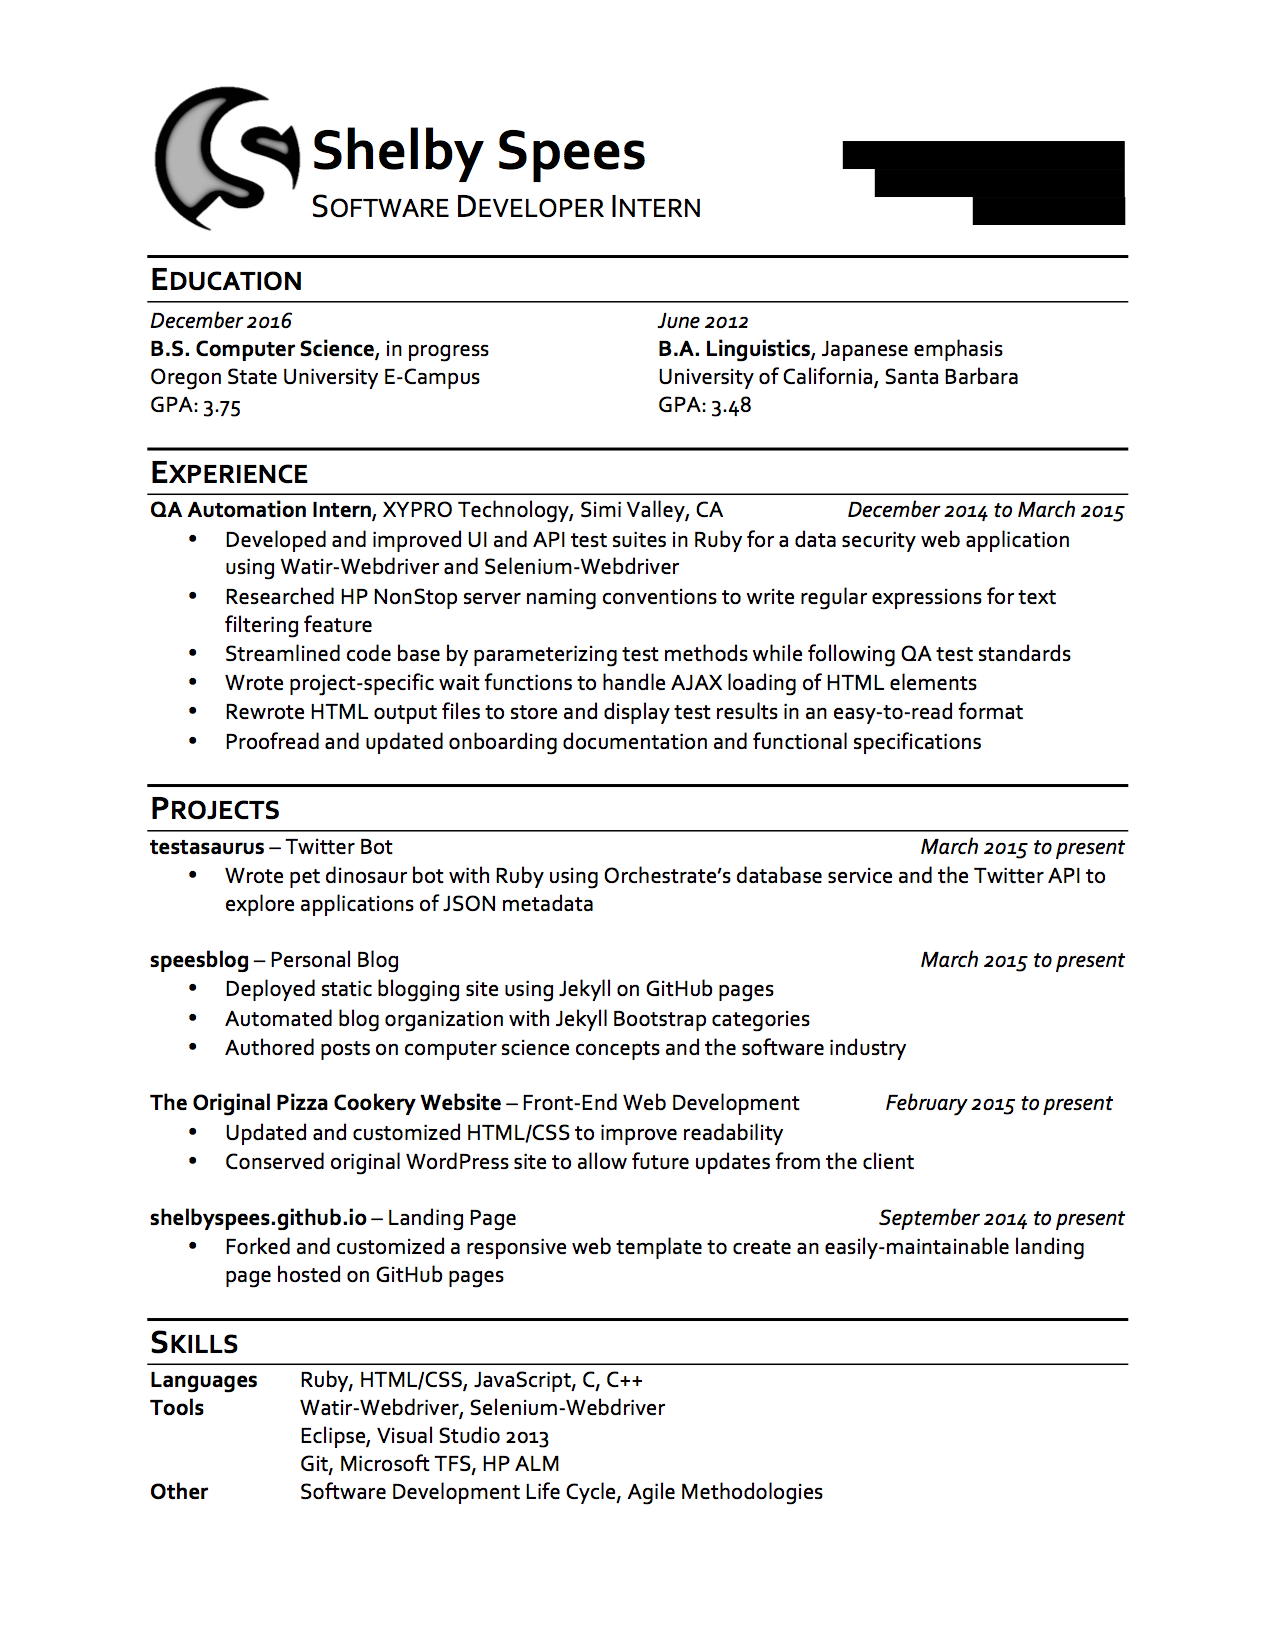 Shelby Spees
SOFTWARE DEVELOPER INTERN
EDUCATION
December 2016
B.S. Computer Science, in progress
Oregon State University E-Campus
GPA: 3.75
June 2012
B.A. Linguistics, Japanese emphasis
University of California, Santa Barbara
GPA: 3.48
EXPERIENCE
QA Automation Intern, XYPRO Technology, Simi Valley, CA December 2014 to March 2015
• Developed and improved UI and API test suites in Ruby for a data security web application
using Watir-Webdriver and Selenium-Webdriver
• Researched HP NonStop server naming conventions to write regular expressions for text
filtering feature
• Streamlined code base by parameterizing test methods while following QA test standards
• Wrote project-specific wait functions to handle AJAX loading of HTML elements
• Rewrote HTML output files to store and display test results in an easy-to-read format
• Proofread and updated onboarding documentation and functional specifications
PROJECTS
testasaurus – Twitter Bot March 2015 to present
• Wrote pet dinosaur bot with Ruby using Orchestrate’s database service and the Twitter API to
explore applications of JSON metadata
speesblog – Personal Blog March 2015 to present
• Deployed static blogging site using Jekyll on GitHub pages
• Automated blog organization with Jekyll Bootstrap categories
• Authored posts on computer science concepts and the software industry
The Original Pizza Cookery Website – Front-End Web Development February 2015 to present
• Updated and customized HTML/CSS to improve readability
• Conserved original WordPress site to allow future updates from the client
shelbyspees.github.io – Landing Page September 2014 to present
• Forked and customized a responsive web template to create an easily-maintainable landing
page hosted on GitHub pages
SKILLS
Languages Ruby, HTML/CSS, JavaScript, C, C++
Tools Watir-Webdriver, Selenium-Webdriver
Eclipse, Visual Studio 2013
Git, Microsoft TFS, HP ALM
Other Software Development Life Cycle, Agile Methodologies